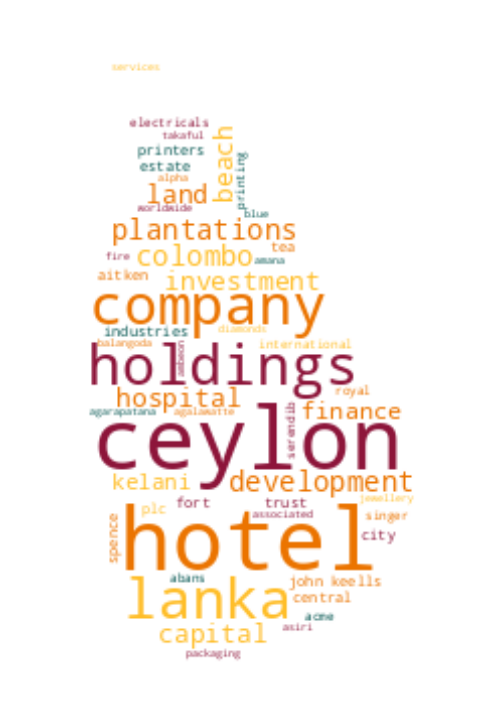 services
electricals
takaful
beach
printers
printing
estate
alpha
land
worldwide
blue
plantations
tea
fire
colombo
amana
aitken
investment
company
industries
diamonds
balangoda
ambeon
international
holdings
royal
hospital
agarapatana
agalawatte
serendib
finance
ceylon
kelani
development
jewellery
fort
trust
plc
associated
singer
spence
hotel
city
abans
john keells
lanka
central
acme
capital
asiri
packaging